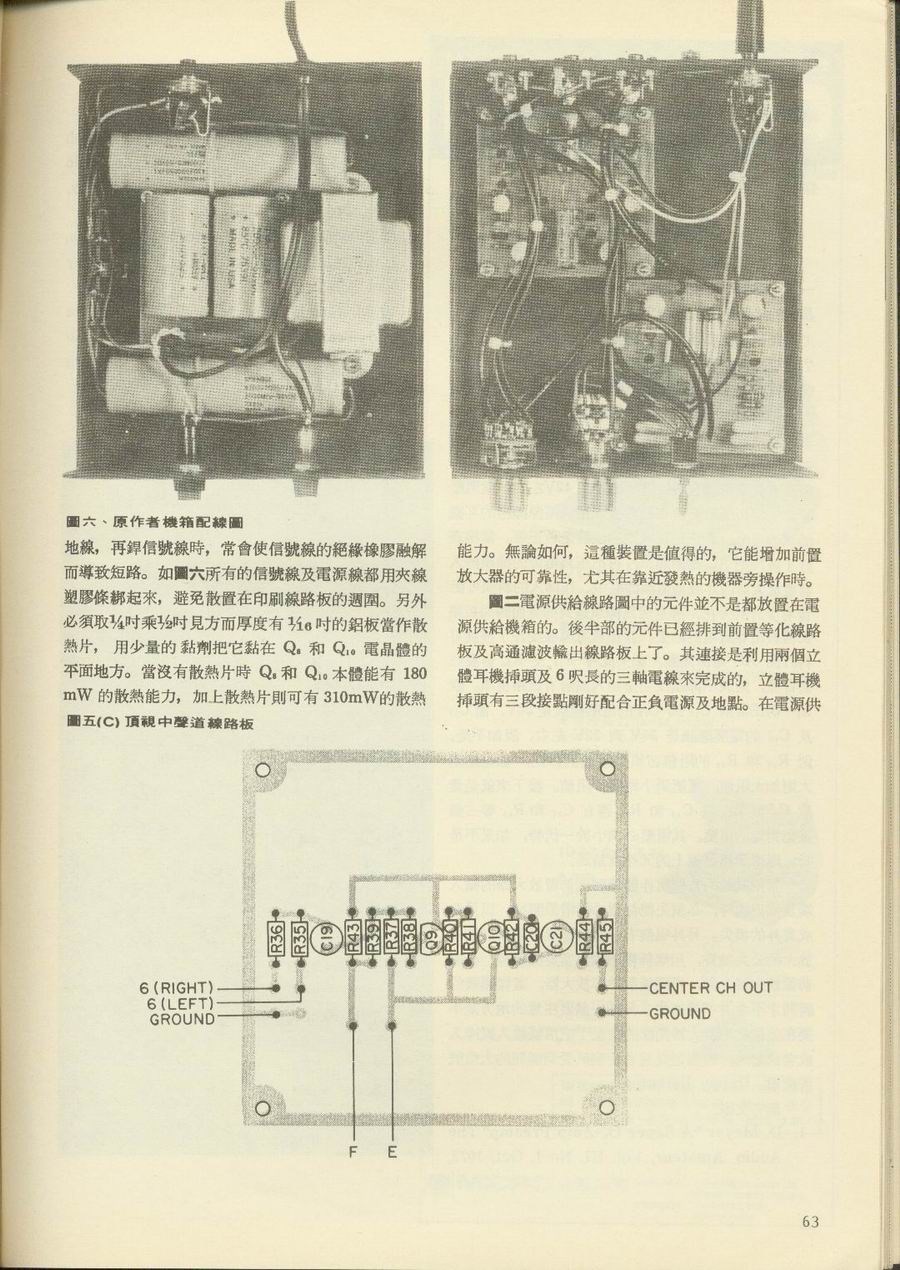 MADE IN USA
圖六、原作者機箱配線圖
地線，再銲信號線時，常會使信號線的絕緣橡膠融解
而導致短路。如圖六所有的信號線及電源線都用夾線
塑膠條綁起來，避免散置在印刷線路板的週圍。另外
必須取¼吋乘½吋見方而厚度有 1/16 吋的鋁板當作散
熱片，用少量的黏劑把它黏在 Q₈ 和 Q₁₀ 電晶體的
平面地方。當沒有散熱片時 Q₈ 和 Q₁₀ 本體能有 180
mW 的散熱能力，加上散熱片則可有 310mW的散熱
能力。無論如何，這種裝置是值得的，它能增加前置
放大器的可靠性，尤其在靠近發熱的機器旁操作時。
圖二電源供給線路圖中的元件並不是都放置在電
源供給機箱的。後半部的元件已經排到前置等化線路
板及高通濾波輸出線路板上了。其連接是利用兩個立
體耳機揷頭及 6 呎長的三軸電線來完成的，立體耳機
揷頭有三段接點剛好配合正負電源及地點。在電源供
圖五(C) 頂視中聲道線路板
R36
R35
C19
R43
R39
R37
R38
Q9
R40
R41
Q10
R42
C20
C21
R44
R45
6 (RIGHT)
6 (LEFT)
GROUND
CENTER CH OUT
GROUND
F
E
63